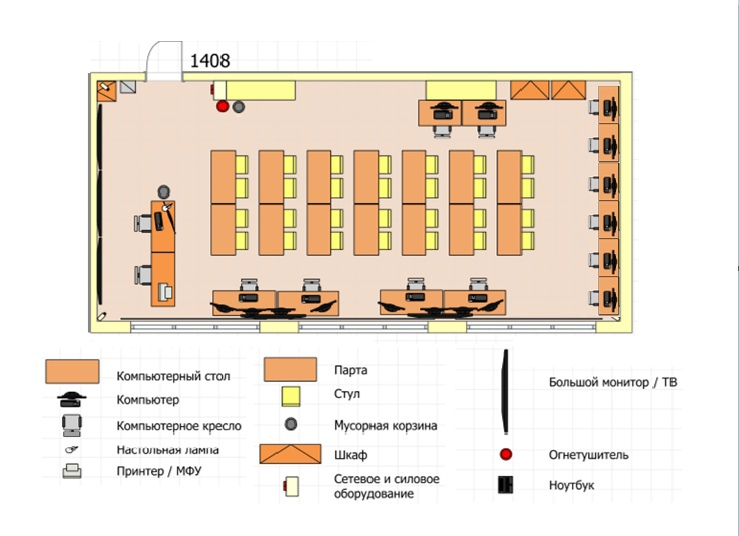 1408
Компьютерный стол
Компьютер
Компьютерное кресло
Настольная лампа
Принтер / МФУ
Парта
Стул
Мусорная корзина
Шкаф
Сетевое и силовое
оборудование
Большой монитор / ТВ
Огнетушитель
Ноутбук